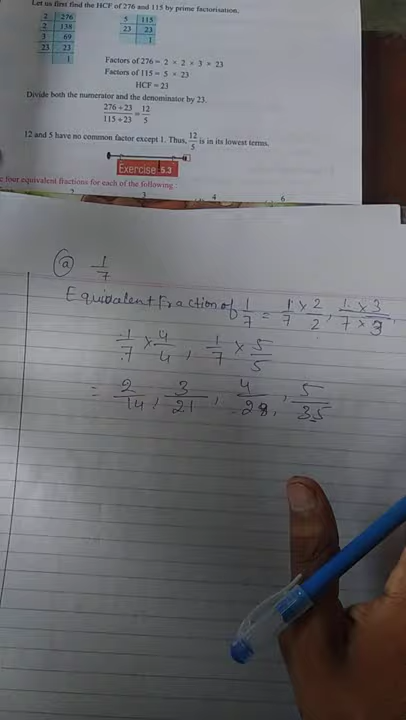 Let us first find the HCF of 276 and 115 by prime factorisation.
2 276
2 138
3 69
23 23
1
5 115
23 23
1
Factors of 276 = 2 × 2 × 3 × 23
Factors of 115 = 5 × 23
HCF = 23
Divide both the numerator and the denominator by 23.
276 ÷ 23 / 115 ÷ 23 = 12/5
12 and 5 have no common factor except 1. Thus, 12/5 is in its lowest terms.
Exercise 5.3
four equivalent fractions for each of the following :
2 3 4 6
(a) 1/7
Equivalent Fraction of 1/7 = 1/7 × 2/2, 1 × 3 / 7 × 3,
1/7 × 4/4, 1/7 × 5/5
= 2/14, 3/21, 4/28, 5/35